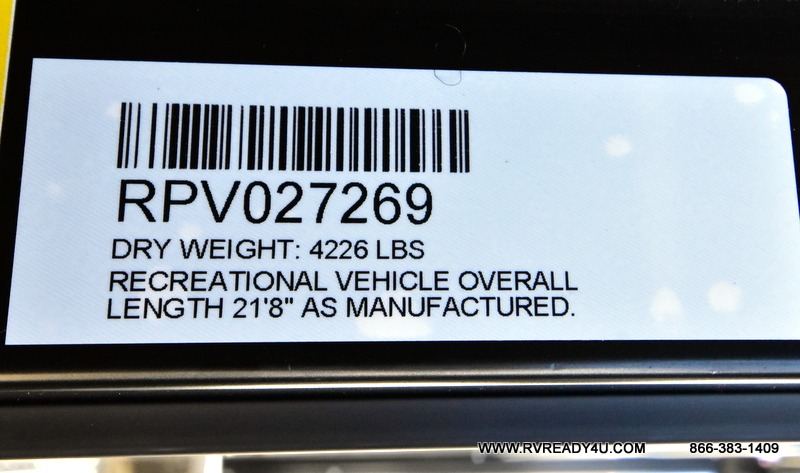 RPV027269
DRY WEIGHT: 4226 LBS
RECREATIONAL VEHICLE OVERALL
LENGTH 21'8" AS MANUFACTURED.
WWW.RVREADY4U.COM 866-383-1409